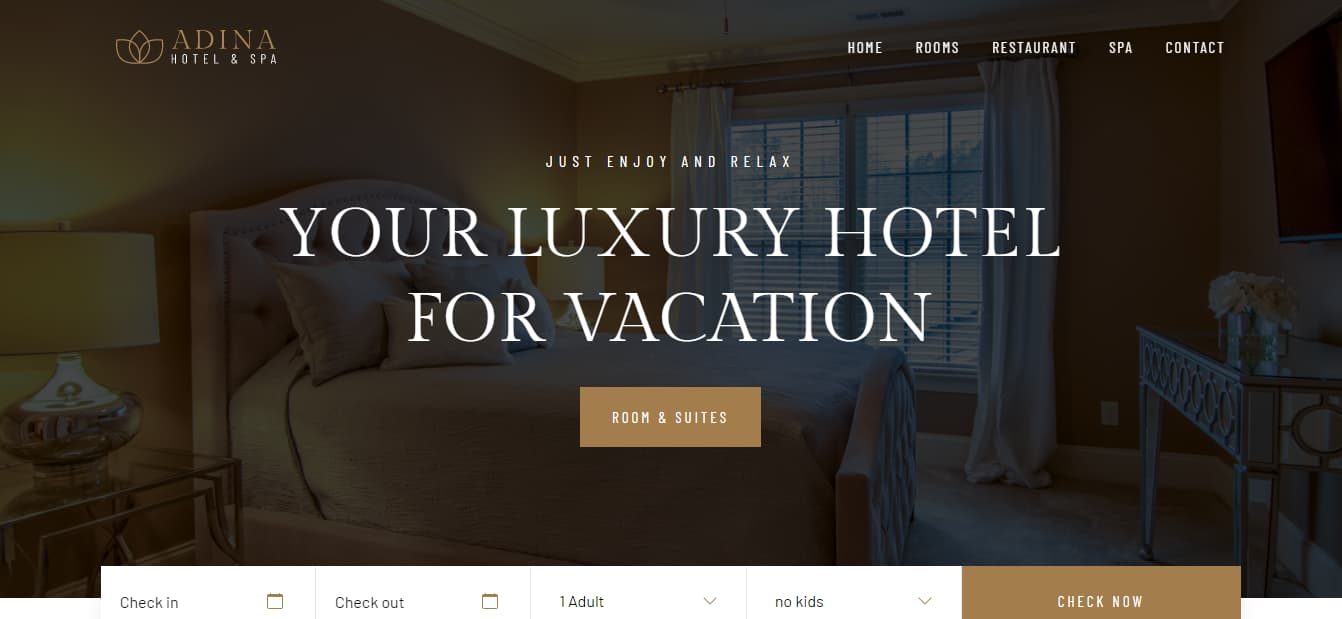 ADINA
HOTEL & SPA
HOME ROOMS RESTAURANT SPA CONTACT
JUST ENJOY AND RELAX
YOUR LUXURY HOTEL
FOR VACATION
ROOM & SUITES
Check in Check out 1 Adult no kids CHECK NOW